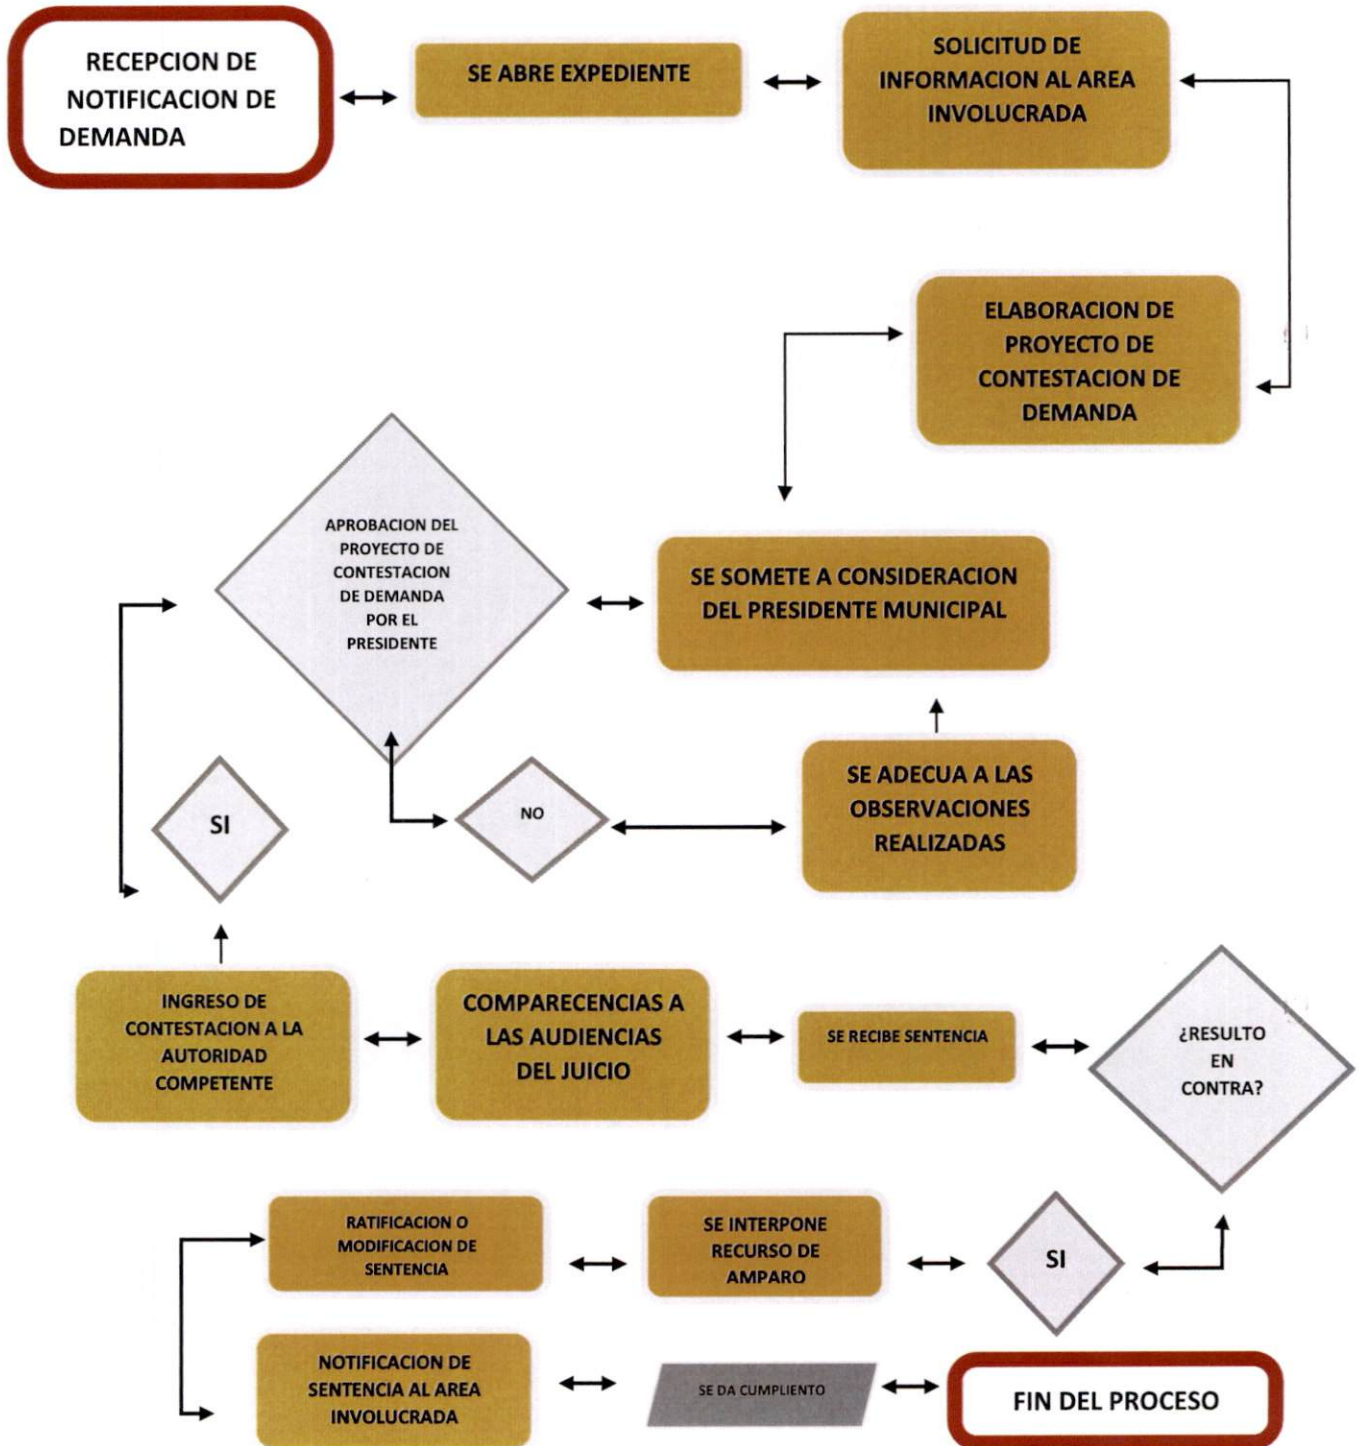 RECEPCION DE
NOTIFICACION DE
DEMANDA
SE ABRE EXPEDIENTE
SOLICITUD DE
INFORMACION AL AREA
INVOLUCRADA
ELABORACION DE
PROYECTO DE
CONTESTACION DE
DEMANDA
APROBACION DEL
PROYECTO DE
CONTESTACION
DE DEMANDA
POR EL
PRESIDENTE
SE SOMETE A CONSIDERACION
DEL PRESIDENTE MUNICIPAL
SI
NO
SE ADECUA A LAS
OBSERVACIONES
REALIZADAS
INGRESO DE
CONTESTACION A LA
AUTORIDAD
COMPETENTE
COMPARECENCIAS A
LAS AUDIENCIAS
DEL JUICIO
SE RECIBE SENTENCIA
¿RESULTO
EN
CONTRA?
RATIFICACION O
MODIFICACION DE
SENTENCIA
SE INTERPONE
RECURSO DE
AMPARO
SI
NOTIFICACION DE
SENTENCIA AL AREA
INVOLUCRADA
SE DA CUMPLIENTO
FIN DEL PROCESO